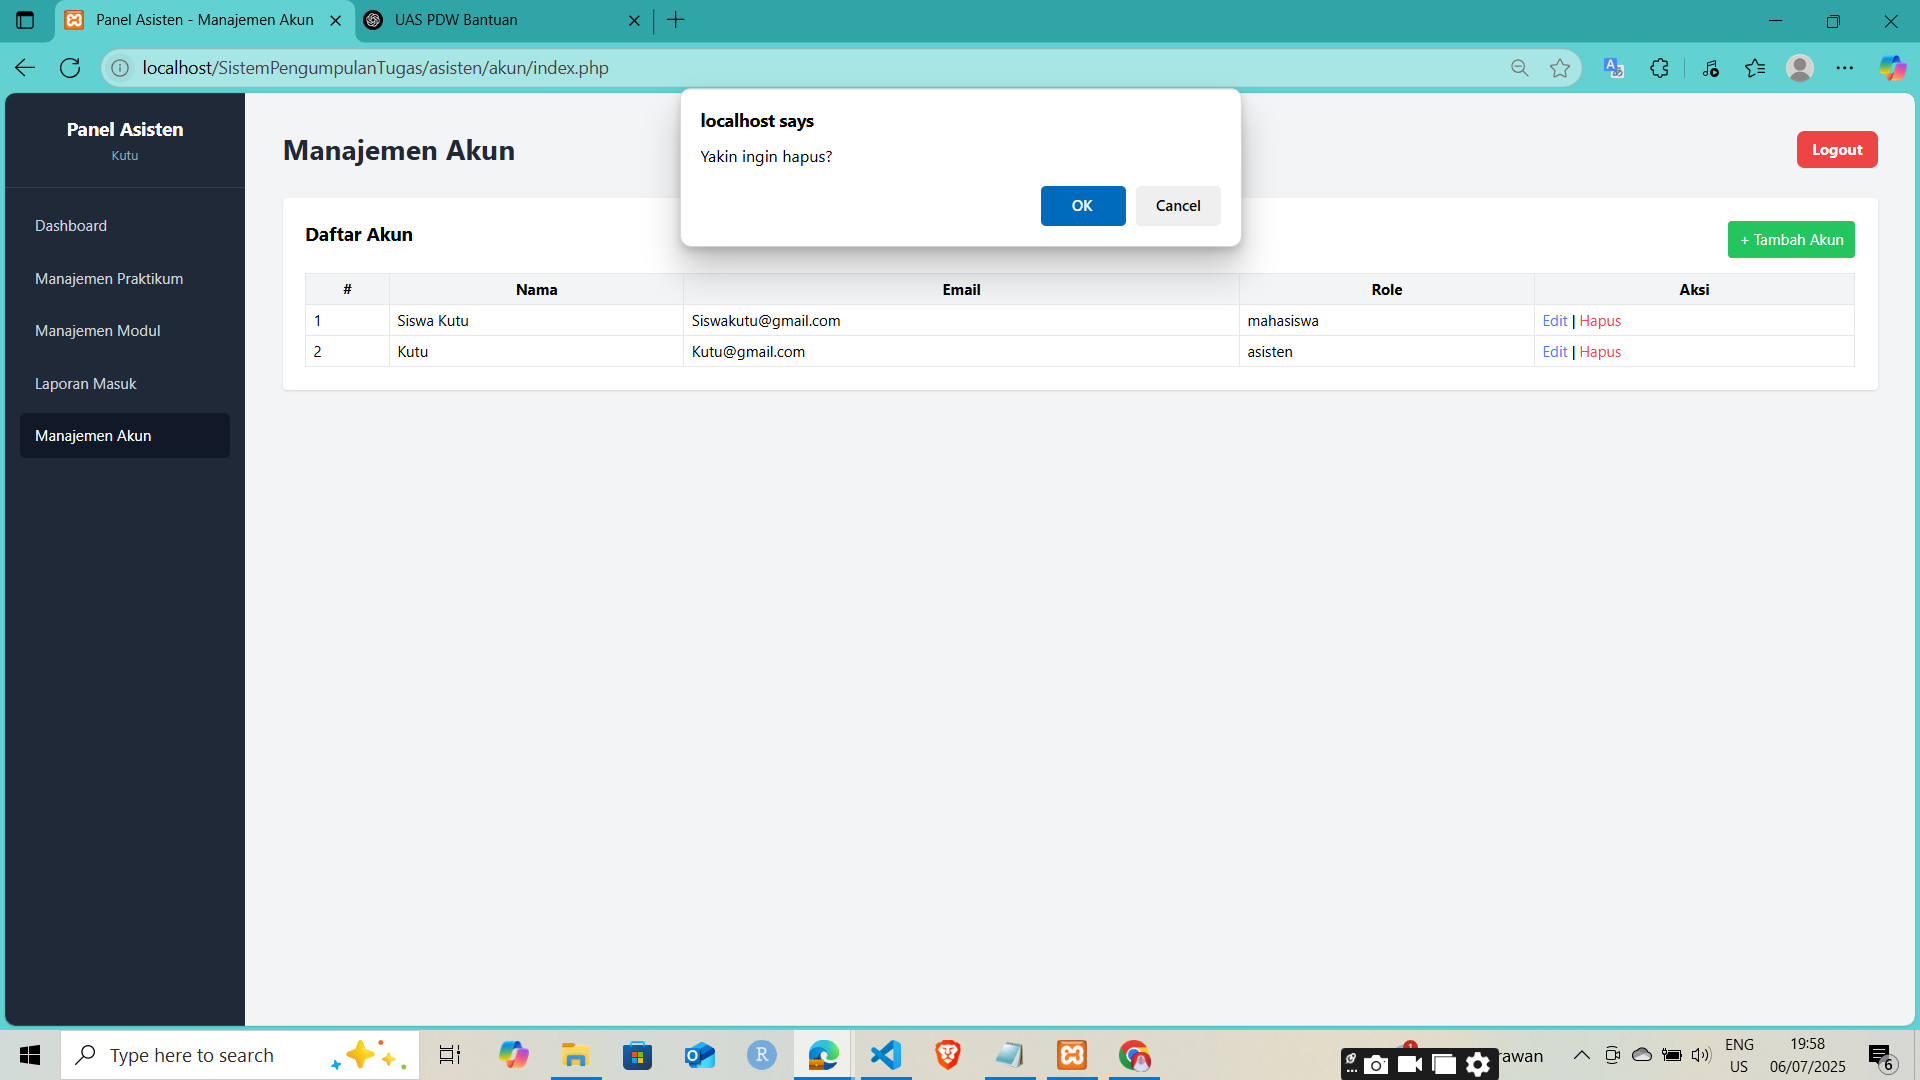 Panel Asisten - Manajemen Akun
UAS PDW Bantuan
localhost/SistemPengumpulanTugas/asisten/akun/index.php
Panel Asisten
Kutu
Dashboard
Manajemen Praktikum
Manajemen Modul
Laporan Masuk
Manajemen Akun
Manajemen Akun
Logout
localhost says
Yakin ingin hapus?
OK Cancel
Daftar Akun
+ Tambah Akun
# Nama Email Role Aksi
1 Siswa Kutu Siswakutu@gmail.com mahasiswa Edit | Hapus
2 Kutu Kutu@gmail.com asisten Edit | Hapus
Type here to search
rawan
ENG
US
19:58
06/07/2025
6